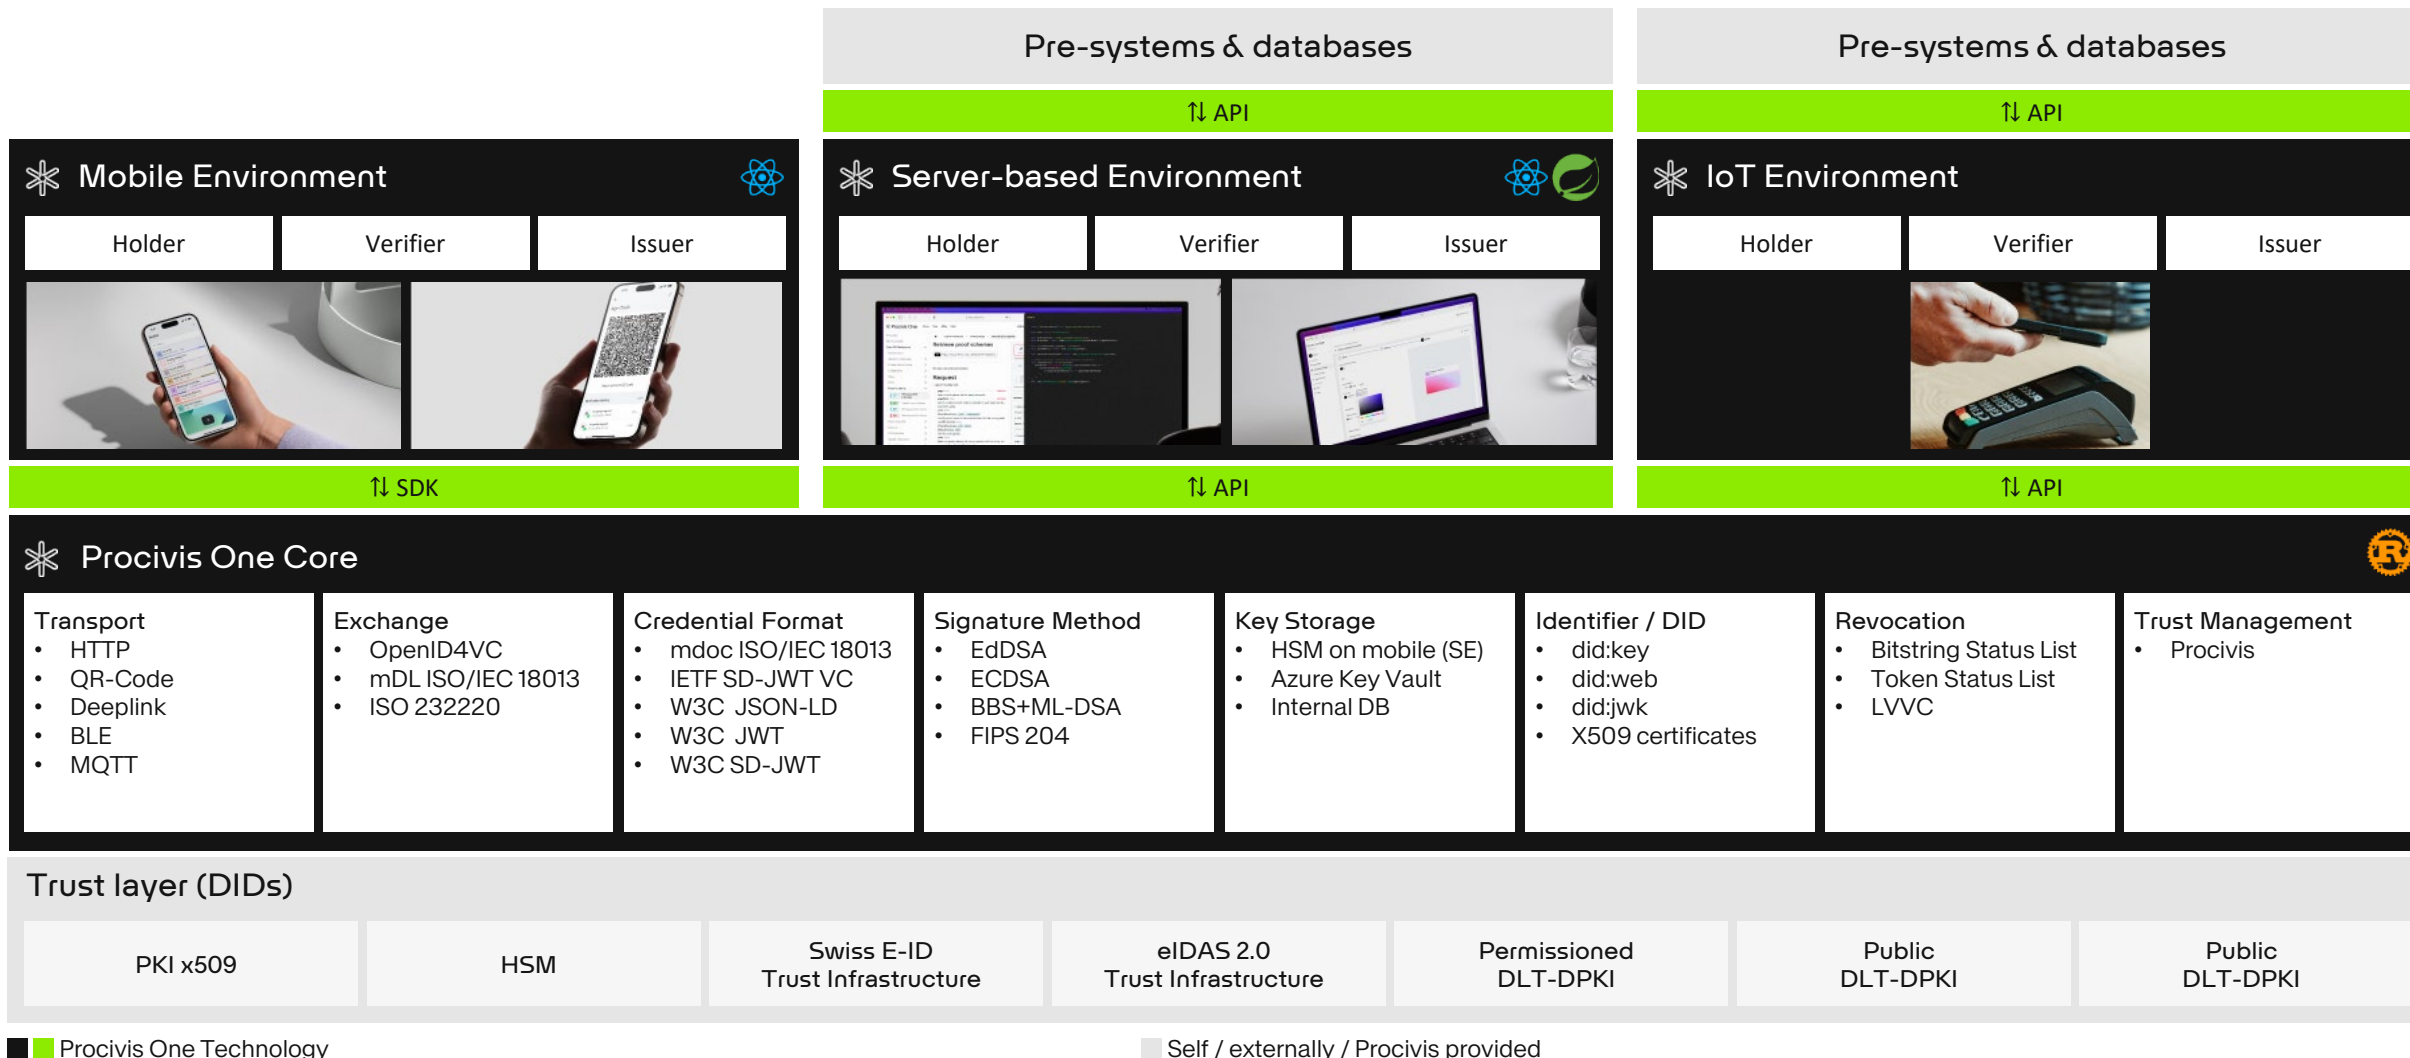 Pre-systems & databases
Pre-systems & databases
⇅ API
⇅ API
Mobile Environment
Server-based Environment
IoT Environment
Holder
Verifier
Issuer
Holder
Verifier
Issuer
Holder
Verifier
Issuer
Retrieve proof schemas
Request
⇅ SDK
⇅ API
⇅ API
Procivis One Core
Transport
• HTTP
• QR-Code
• Deeplink
• BLE
• MQTT
Exchange
• OpenID4VC
• mDL ISO/IEC 18013
• ISO 232220
Credential Format
• mdoc ISO/IEC 18013
• IETF SD-JWT VC
• W3C JSON-LD
• W3C JWT
• W3C SD-JWT
Signature Method
• EdDSA
• ECDSA
• BBS+ML-DSA
• FIPS 204
Key Storage
• HSM on mobile (SE)
• Azure Key Vault
• Internal DB
Identifier / DID
• did:key
• did:web
• did:jwk
• X509 certificates
Revocation
• Bitstring Status List
• Token Status List
• LVVC
Trust Management
• Procivis
Trust layer (DIDs)
PKI x509
HSM
Swiss E-ID
Trust Infrastructure
eIDAS 2.0
Trust Infrastructure
Permissioned
DLT-DPKI
Public
DLT-DPKI
Public
DLT-DPKI
Procivis One Technology
Self / externally / Procivis provided